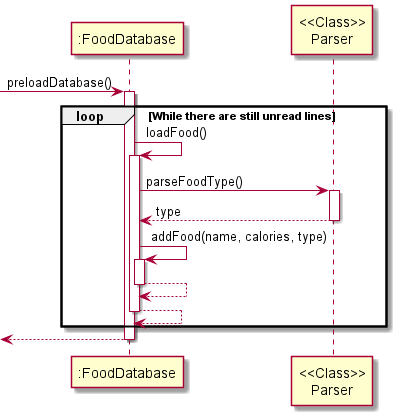 <<Class>>
:FoodDatabase
Parser
preloadDatabase()
loop
[While there are still unread lines]
loadFood()
parseFoodType()
type
addFood(name, calories, type)
:FoodDatabase
<<Class>>
Parser